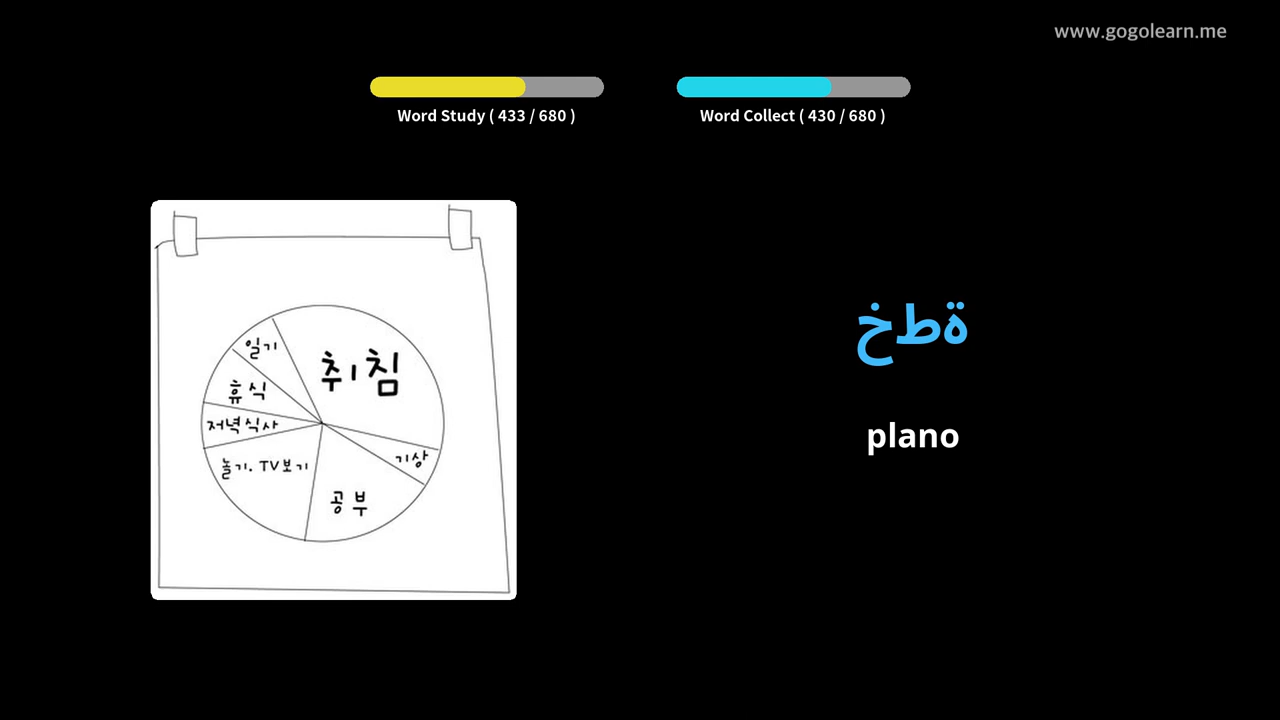 www.gogolearn.me
Word Study ( 433 / 680 )
Word Collect ( 430 / 680 )
일기
취침
휴식
저녁식사
놀기. TV보기
기상
공부
ةطخ
plano